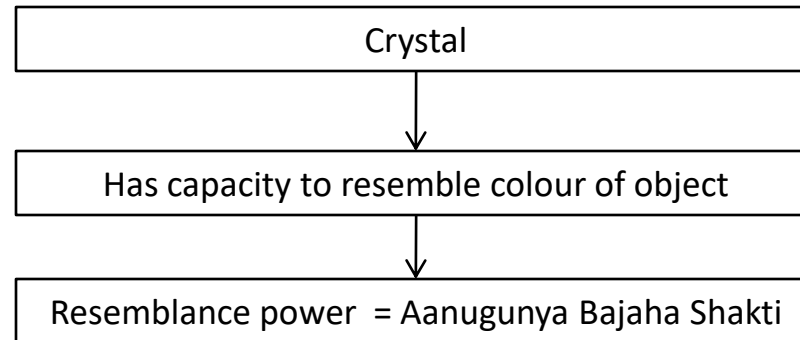 Crystal
Has capacity to resemble colour of object
Resemblance power = Aanugunya Bajaha Shakti